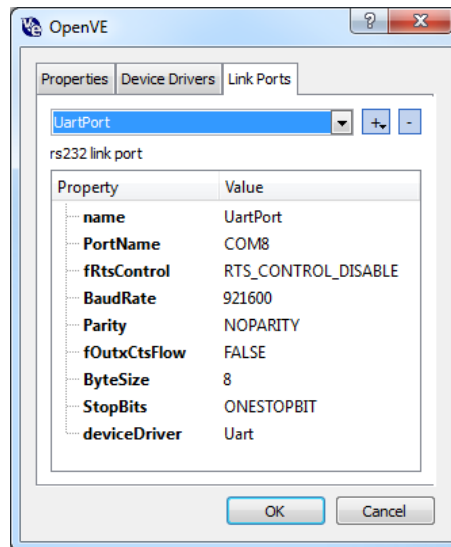 OpenVE
Properties Device Drivers Link Ports
UartPort
+ -
rs232 link port
Property Value
name UartPort
PortName COM8
fRtsControl RTS_CONTROL_DISABLE
BaudRate 921600
Parity NOPARITY
fOutxCtsFlow FALSE
ByteSize 8
StopBits ONESTOPBIT
deviceDriver Uart
OK Cancel